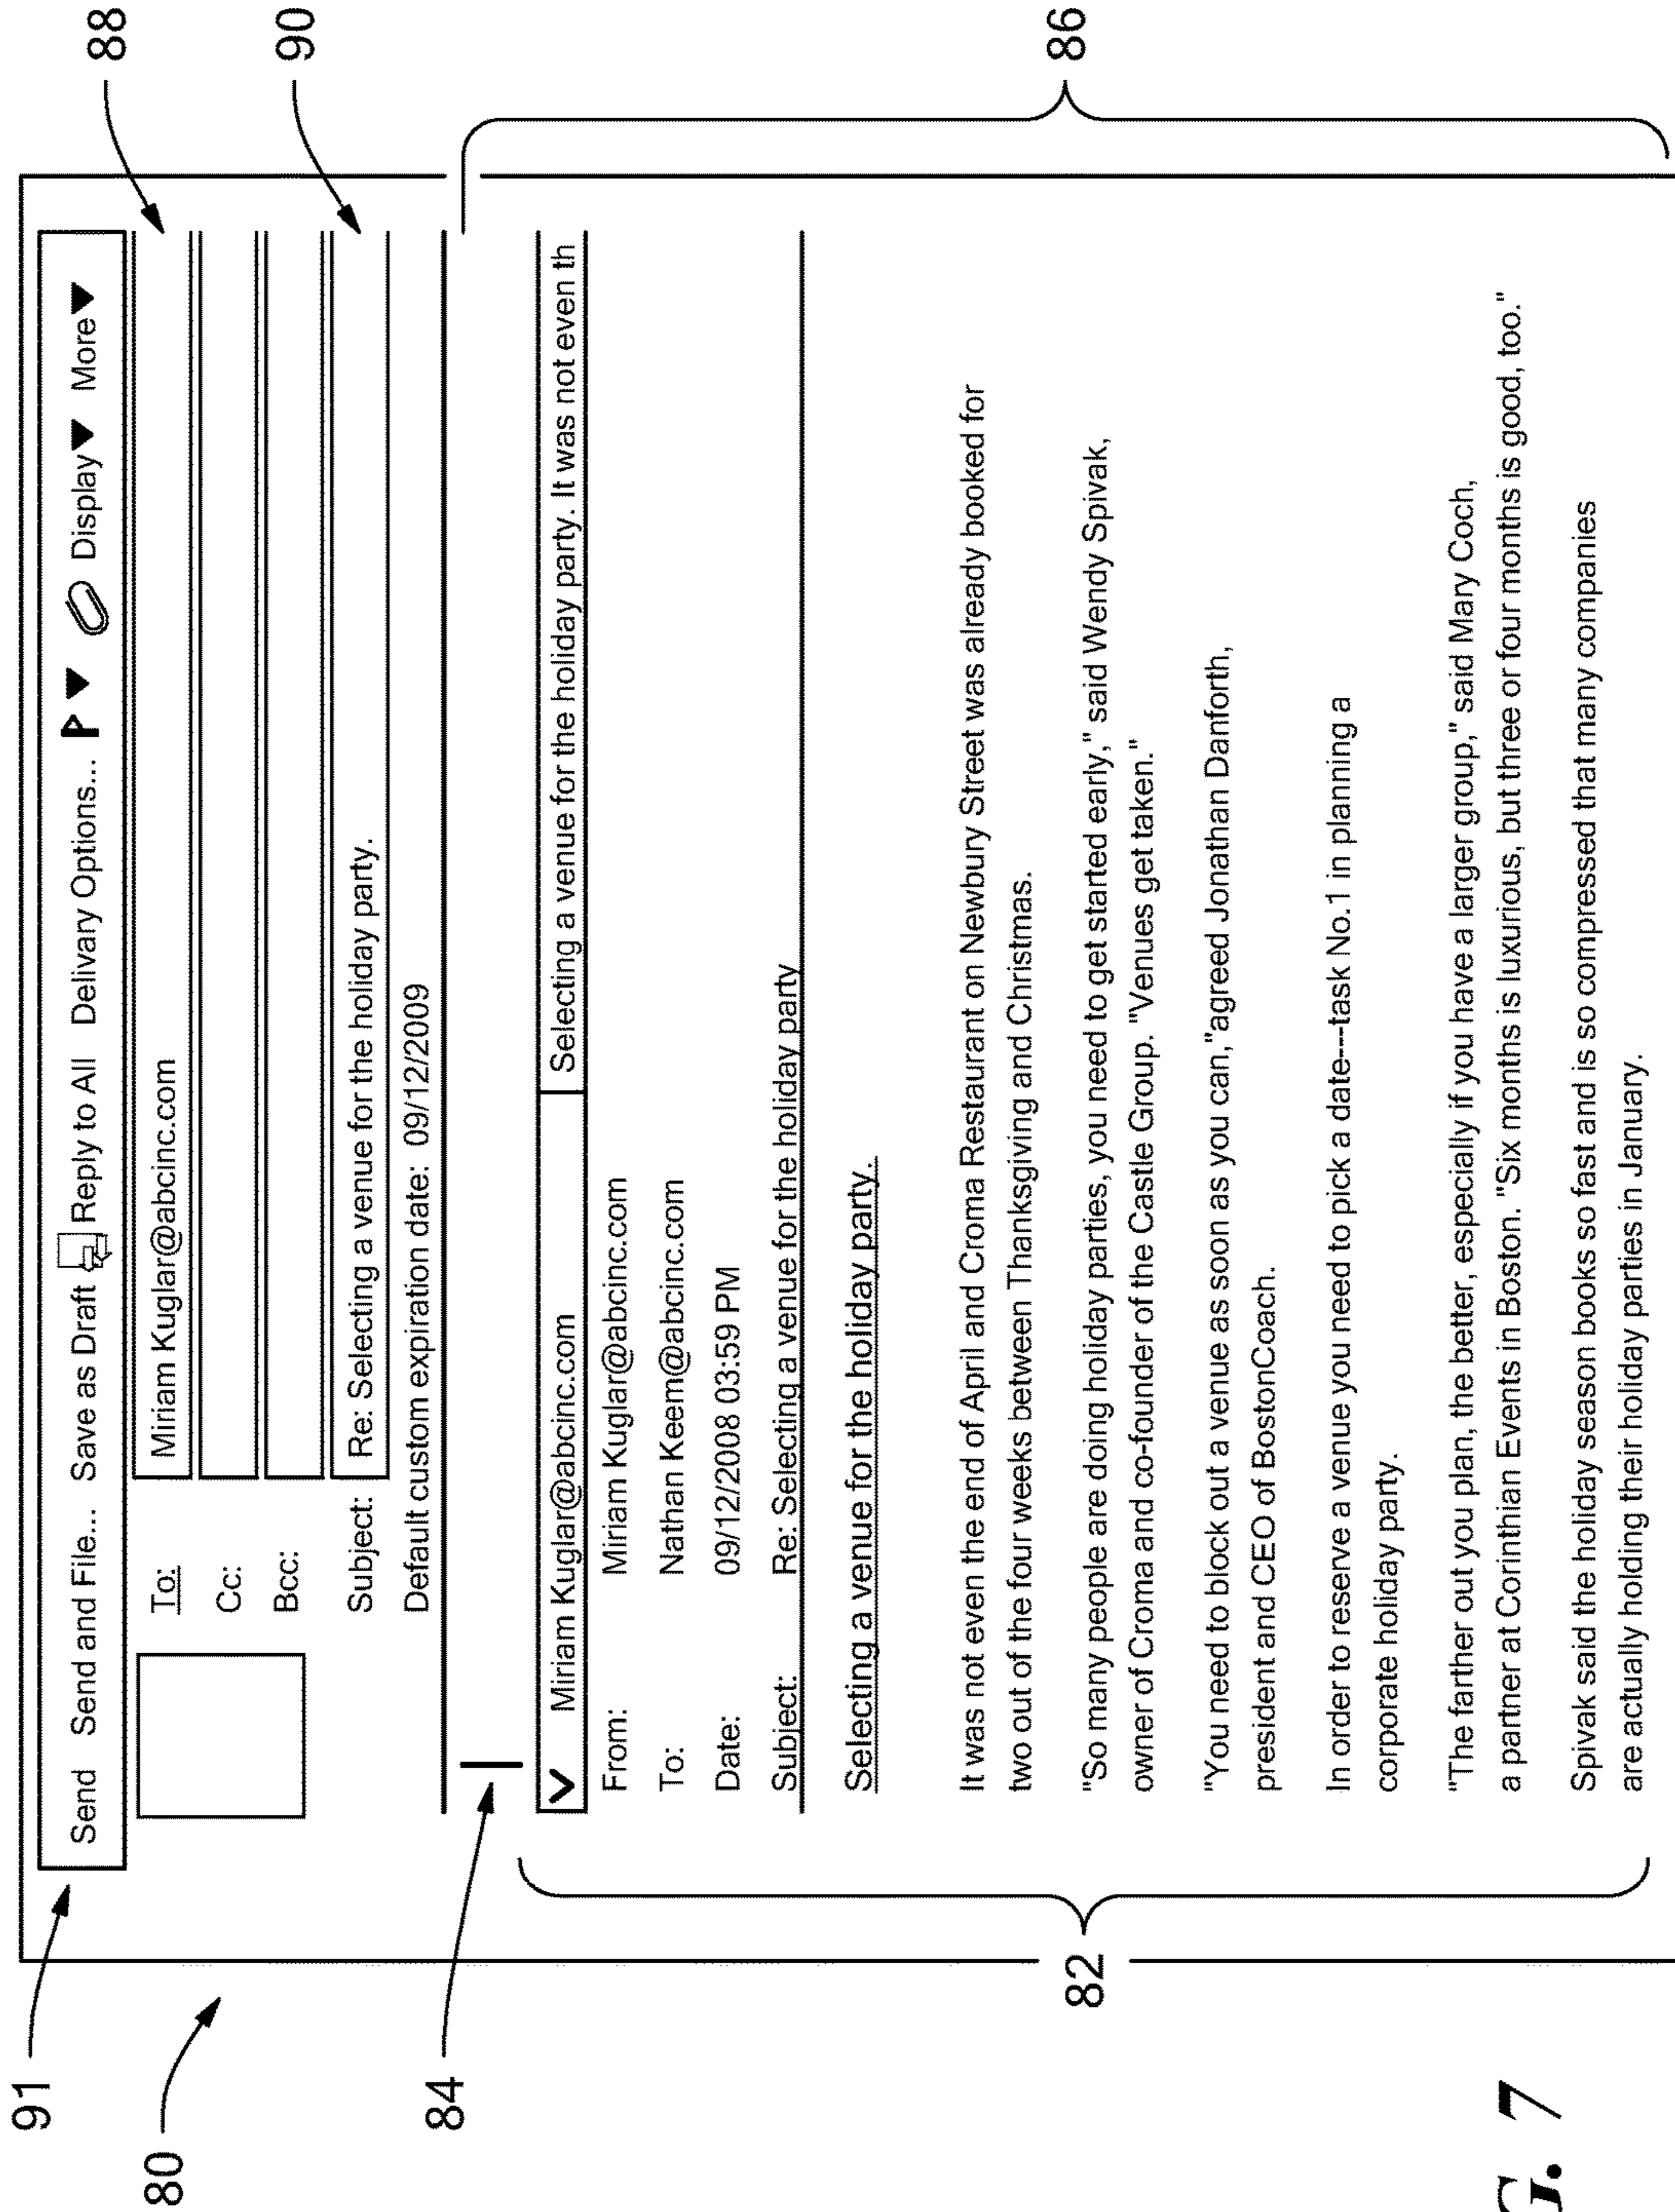 91
80
Send Send and File... Save as Draft Reply to All Delivary Options... Display More
88
To: Miriam Kuglar@abcinc.com
Cc:
Bcc:
90
Subject: Re: Selecting a venue for the holiday party.
Default custom expiration date: 09/12/2009
84
86
82
Miriam Kuglar@abcinc.com Selecting a venue for the holiday party. It was not even th
From: Miriam Kuglar@abcinc.com
To: Nathan Keem@abcinc.com
Date: 09/12/2008 03:59 PM
Subject: Re: Selecting a venue for the holiday party
Selecting a venue for the holiday party.
It was not even the end of April and Croma Restaurant on Newbury Street was already booked for
two out of the four weeks between Thanksgiving and Christmas.
"So many people are doing holiday parties, you need to get started early," said Wendy Spivak,
owner of Croma and co-founder of the Castle Group. "Venues get taken."
"You need to block out a venue as soon as you can,"agreed Jonathan Danforth,
president and CEO of BostonCoach.
In order to reserve a venue you need to pick a date---task No.1 in planning a
corporate holiday party.
"The farther out you plan, the better, especially if you have a larger group," said Mary Coch,
a partner at Corinthian Events in Boston. "Six months is luxurious, but three or four months is good, too."
Spivak said the holiday season books so fast and is so compressed that many companies
are actually holding their holiday parties in January.
G. 7